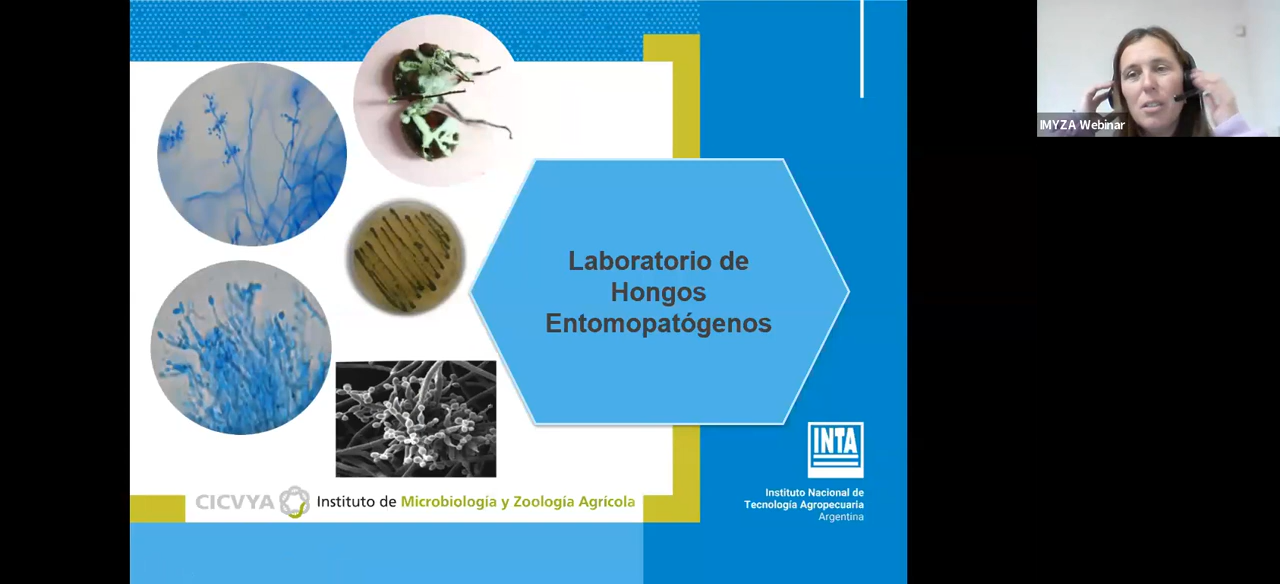 IMYZA Webinar
Laboratorio de
Hongos
Entomopatógenos
INTA
CICVYA Instituto de Microbiología y Zoología Agrícola
Instituto Nacional de
Tecnología Agropecuaria
Argentina